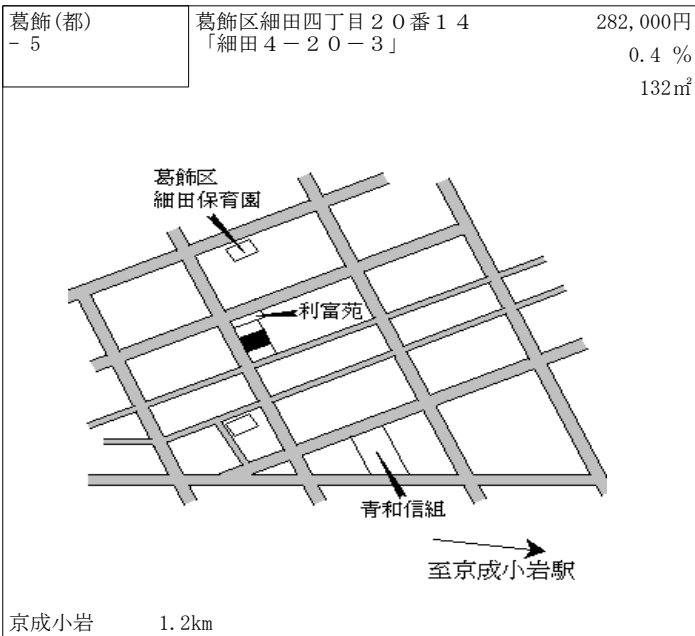 葛飾(都)
- 5
葛飾区細田四丁目２０番１４
「細田４－２０－３」
282,000円
0.4 %
132㎡
葛飾区
細田保育園
利富苑
青和信組
至京成小岩駅
京成小岩 1.2km